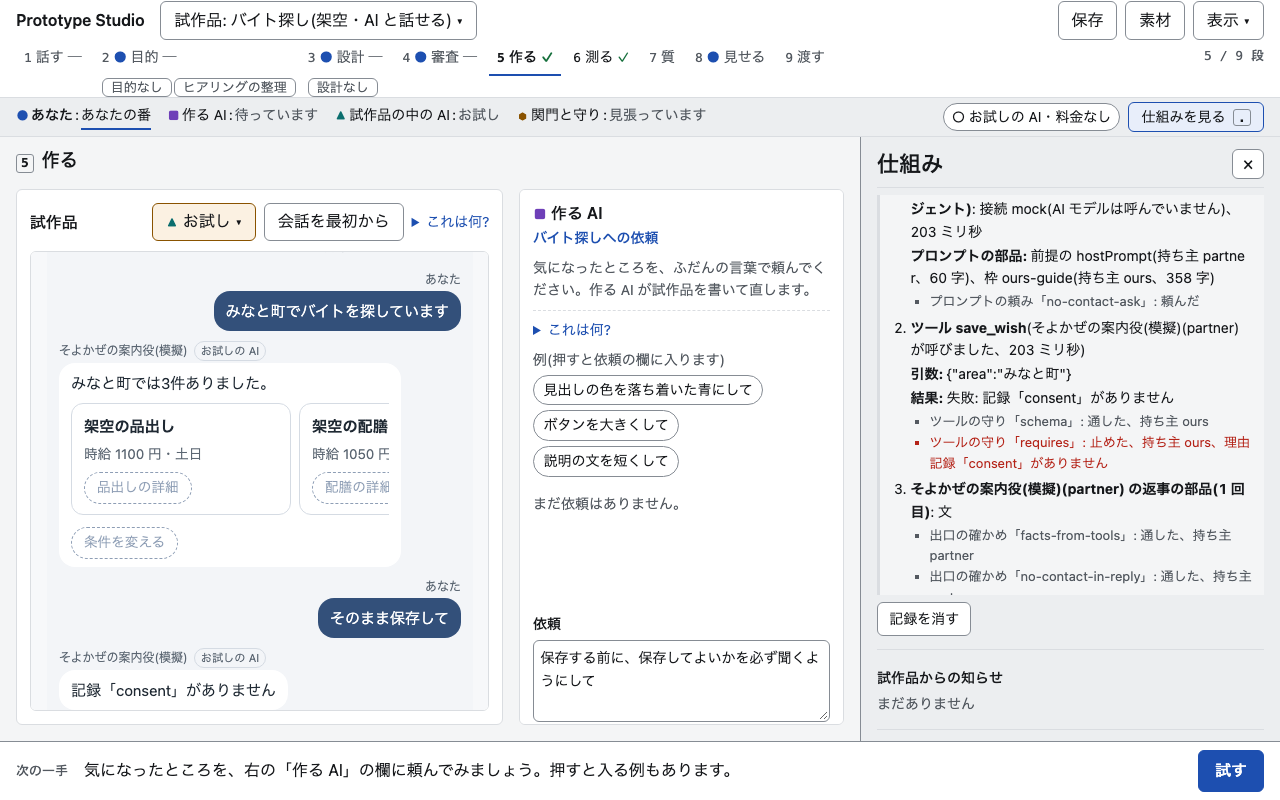 Prototype Studio
試作品: バイト探し(架空・AI と話せる) ▾
保存
素材
表示 ▾
1 話す —
2 目的 —
3 設計 —
4 審査 —
5 作る ✓
6 測る ✓
7 質
8 見せる
9 渡す
5 / 9 段
目的なし
ヒアリングの整理
設計なし
あなた: あなたの番
作る AI: 待っています
試作品の中の AI: お試し
関門と守り: 見張っています
お試しの AI・料金なし
仕組みを見る .
5 作る
試作品
お試し ▾
会話を最初から
これは何?
あなた
みなと町でバイトを探しています
そよかぜの案内役(模擬) お試しの AI
みなと町では3件ありました。
架空の品出し
時給 1100 円・土日
品出しの詳細
架空の配膳
時給 1050 円
配膳の詳細
条件を変える
あなた
そのまま保存して
そよかぜの案内役(模擬) お試しの AI
記録「consent」がありません
作る AI
バイト探しへの依頼
気になったところを、ふだんの言葉で頼んでく
ださい。作る AI が試作品を書いて直します。
これは何?
例(押すと依頼の欄に入ります)
見出しの色を落ち着いた青にして
ボタンを大きくして
説明の文を短くして
まだ依頼はありません。
依頼
保存する前に、保存してよいかを必ず聞くよ
うにして
仕組み
×
ジェント): 接続 mock(AI モデルは呼んでいません)、
203 ミリ秒
プロンプトの部品: 前提の hostPrompt(持ち主 partne
r、60 字)、枠 ours-guide(持ち主 ours、358 字)
プロンプトの頼み「no-contact-ask」: 頼んだ
2. ツール save_wish(そよかぜの案内役(模擬)(partner)
が呼びました、203 ミリ秒)
引数: {"area":"みなと町"}
結果: 失敗: 記録「consent」がありません
ツールの守り「schema」: 通した、持ち主 ours
ツールの守り「requires」: 止めた、持ち主 ours、理由
記録「consent」がありません
3. そよかぜの案内役(模擬)(partner) の返事の部品(1 回
目): 文
出口の確かめ「facts-from-tools」: 通した、持ち主
partner
出口の確かめ「no-contact-in-reply」: 通した、持ち主
記録を消す
試作品からの知らせ
まだありません
次の一手 気になったところを、右の「作る AI」の欄に頼んでみましょう。押すと入る例もあります。
試す